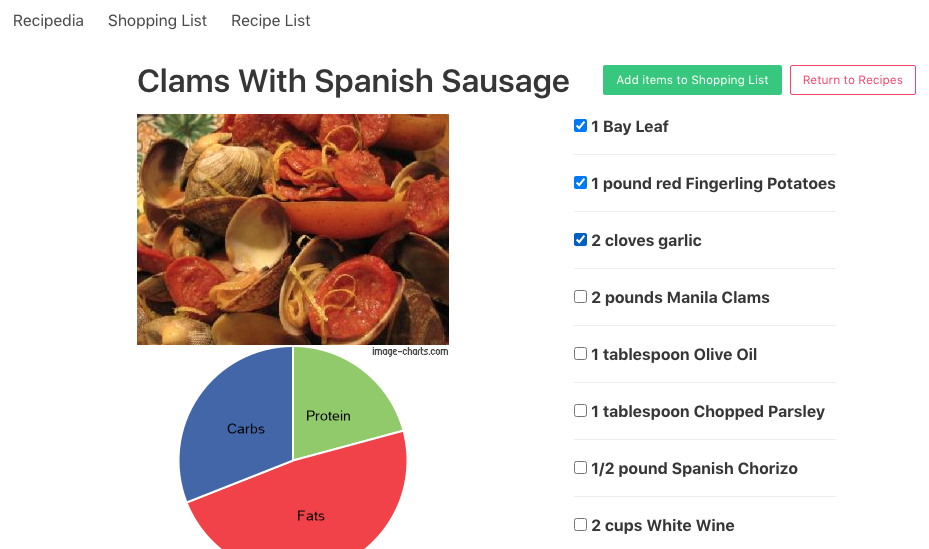 Recipedia Shopping List Recipe List
Clams With Spanish Sausage
Add items to Shopping List
Return to Recipes
1 Bay Leaf
1 pound red Fingerling Potatoes
2 cloves garlic
2 pounds Manila Clams
1 tablespoon Olive Oil
1 tablespoon Chopped Parsley
1/2 pound Spanish Chorizo
2 cups White Wine
image-charts.com
Protein
Carbs
Fats